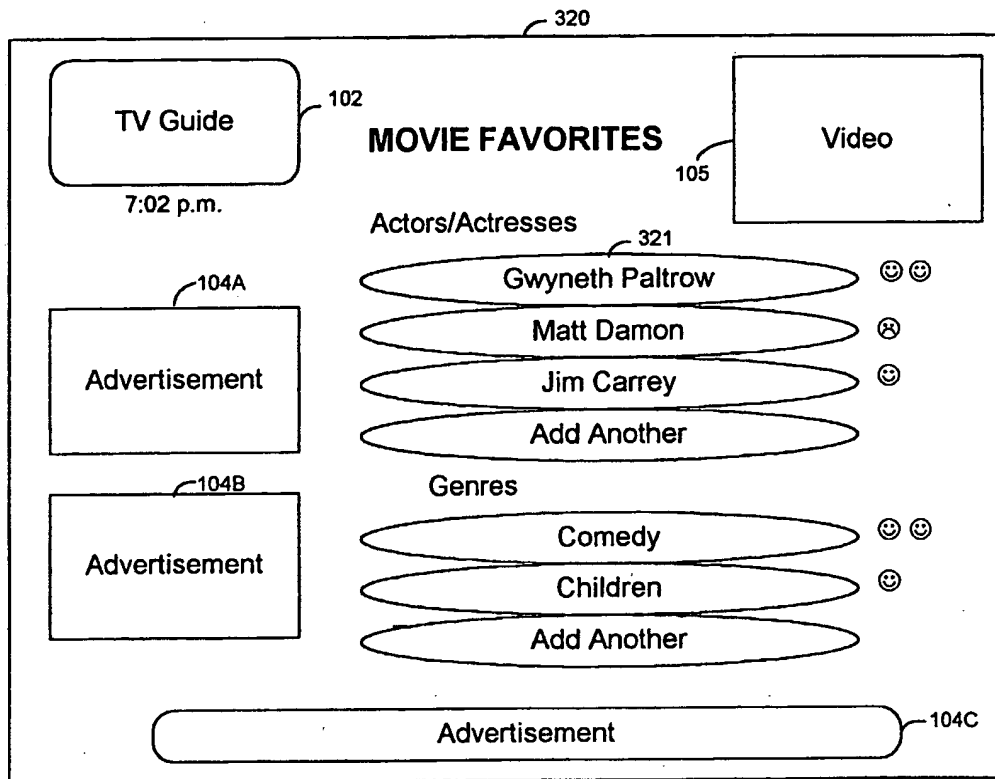 320
TV Guide
102
MOVIE FAVORITES
Video
105
7:02 p.m.
Actors/Actresses
321
Gwyneth Paltrow
Matt Damon
Jim Carrey
Add Another
104A
Advertisement
104B
Advertisement
Genres
Comedy
Children
Add Another
Advertisement
104C